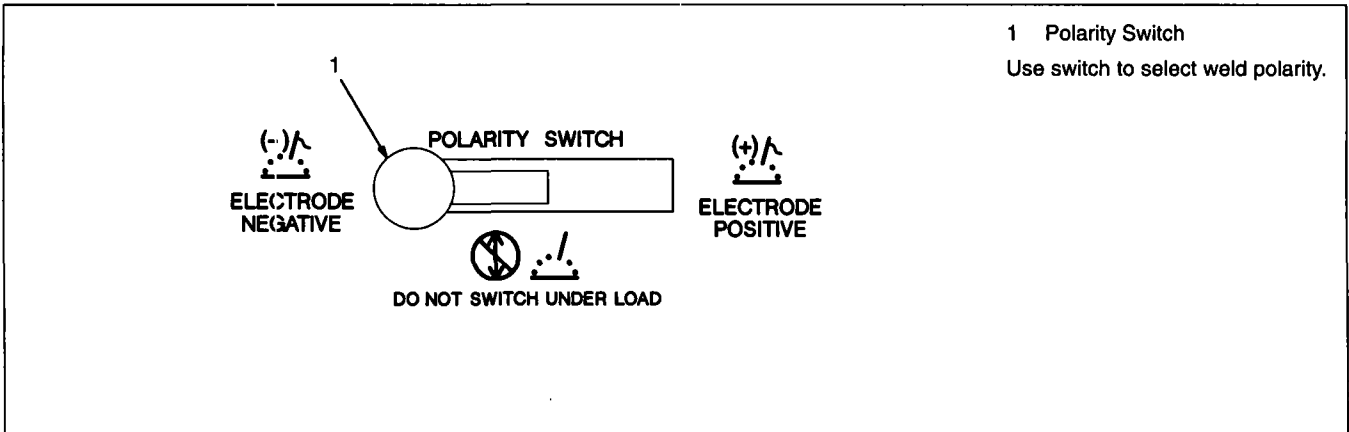 1 Polarity Switch
Use switch to select weld polarity.
1
(-)
POLARITY SWITCH
(+)
ELECTRODE
NEGATIVE
ELECTRODE
POSITIVE
DO NOT SWITCH UNDER LOAD